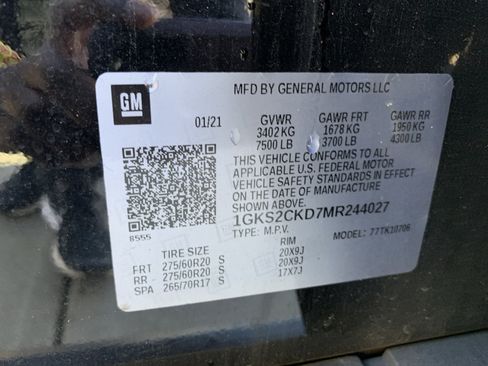 MFD BY GENERAL MOTORS LLC
GM
01/21 GVWR GAWR FRT GAWR RR
3402 KG 1678 KG 1950 KG
7500 LB 3700 LB 4300 LB
THIS VEHICLE CONFORMS TO ALL
APPLICABLE U.S. FEDERAL MOTOR
VEHICLE SAFETY STANDARDS IN EFFECT
ON THE DATE OF MANUFACTURE
SHOWN ABOVE.
1GKS2CKD7MR244027
8555 TYPE: M.P.V. MODEL: 77TK10706
TIRE SIZE RIM
FRT 275/60R20 S 20X9J
RR - 275/60R20 S 20X9J
SPA 265/70R17 S 17X7J